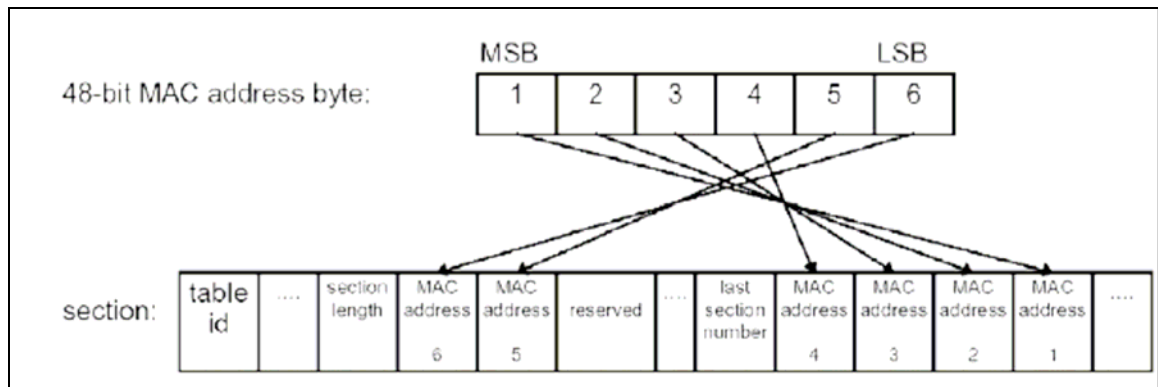 MSB LSB
48-bit MAC address byte: 1 2 3 4 5 6
section: table id .... section length MAC address 6 MAC address 5 reserved .... last section number MAC address 4 MAC address 3 MAC address 2 MAC address 1 ....